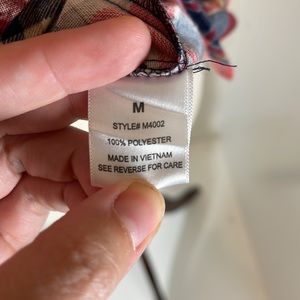 M
STYLE# M4002
100% POLYESTER
MADE IN VIETNAM
SEE REVERSE FOR CARE